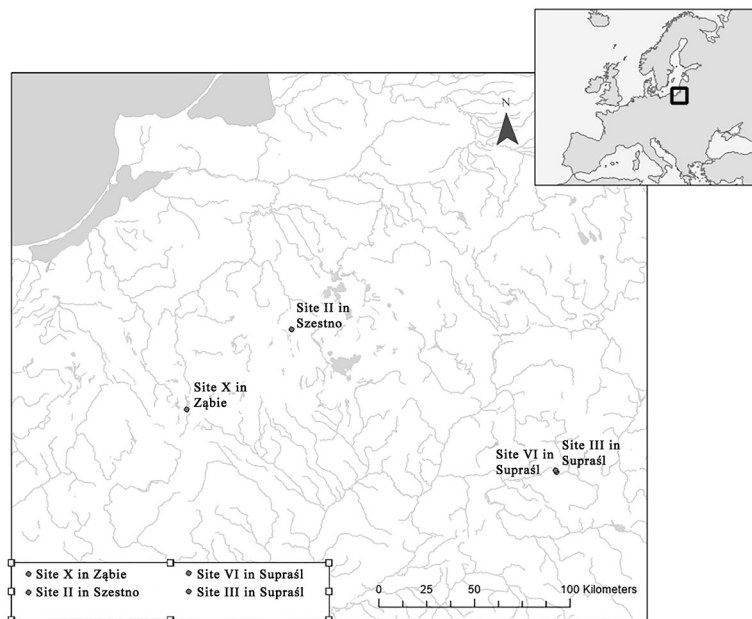 N
Site II in
Szestno
Site X in
Ząbie
Site VI in
Supraśl
Site III in
Supraśl
Site X in Ząbie
Site VI in Supraśl
Site II in Szestno
Site III in Supraśl
0 25 50 100 Kilometers